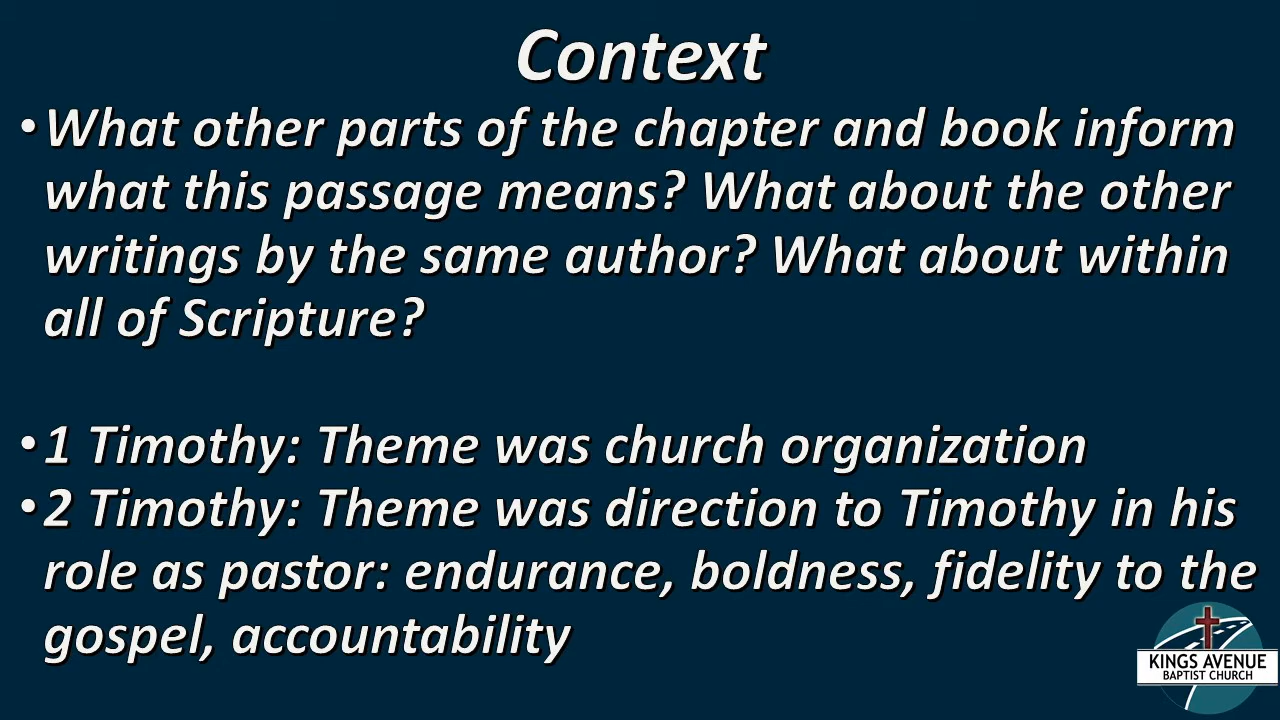 Context
• What other parts of the chapter and book inform
what this passage means? What about the other
writings by the same author? What about within
all of Scripture?
• 1 Timothy: Theme was church organization
• 2 Timothy: Theme was direction to Timothy in his
role as pastor: endurance, boldness, fidelity to the
gospel, accountability
KINGS AVENUE
BAPTIST CHURCH